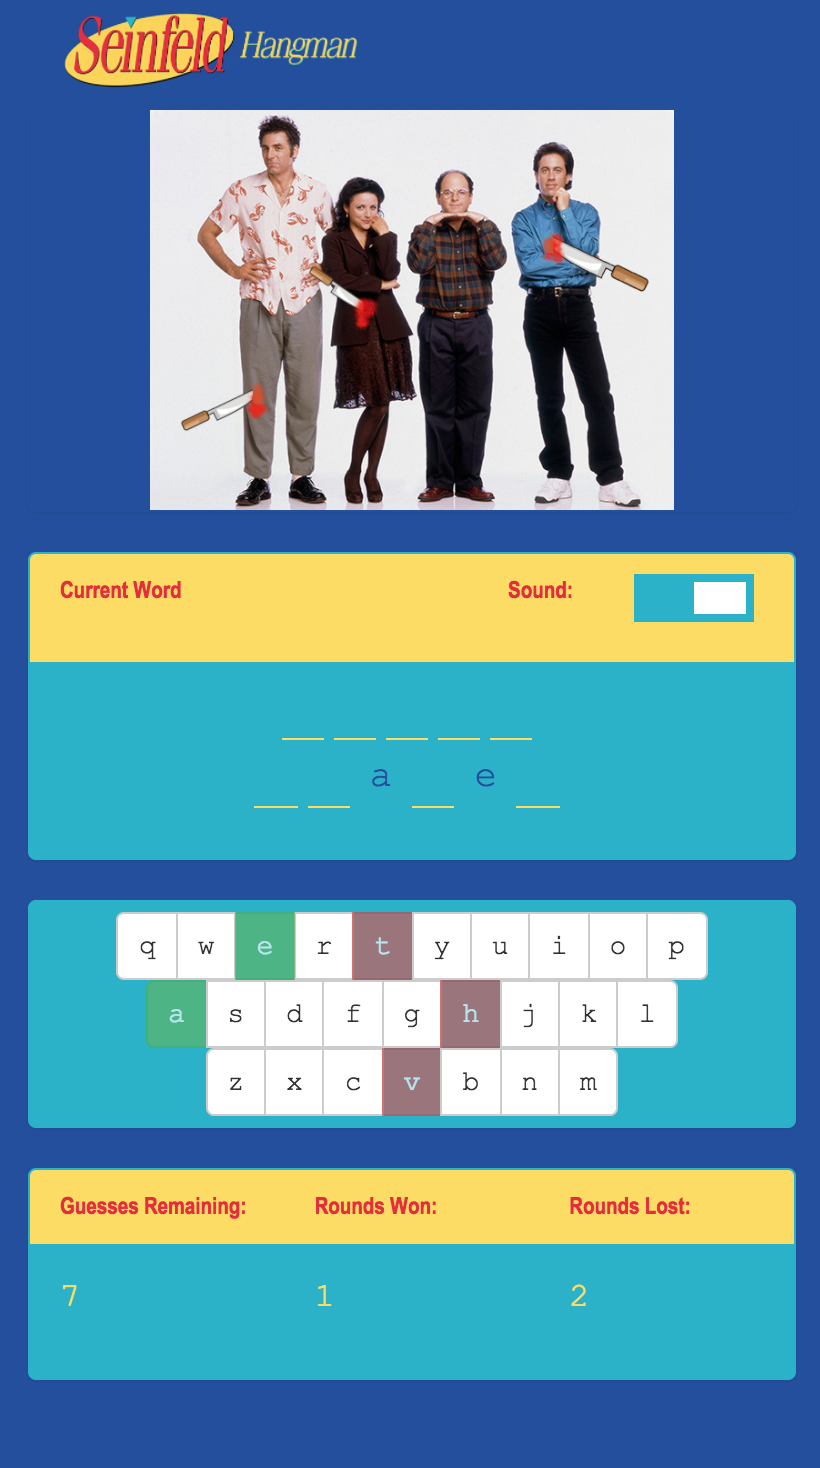 Seinfeld Hangman
Current Word Sound:
a e
q w e r t y u i o p
a s d f g h j k l
z x c v b n m
Guesses Remaining: Rounds Won: Rounds Lost:
7 1 2